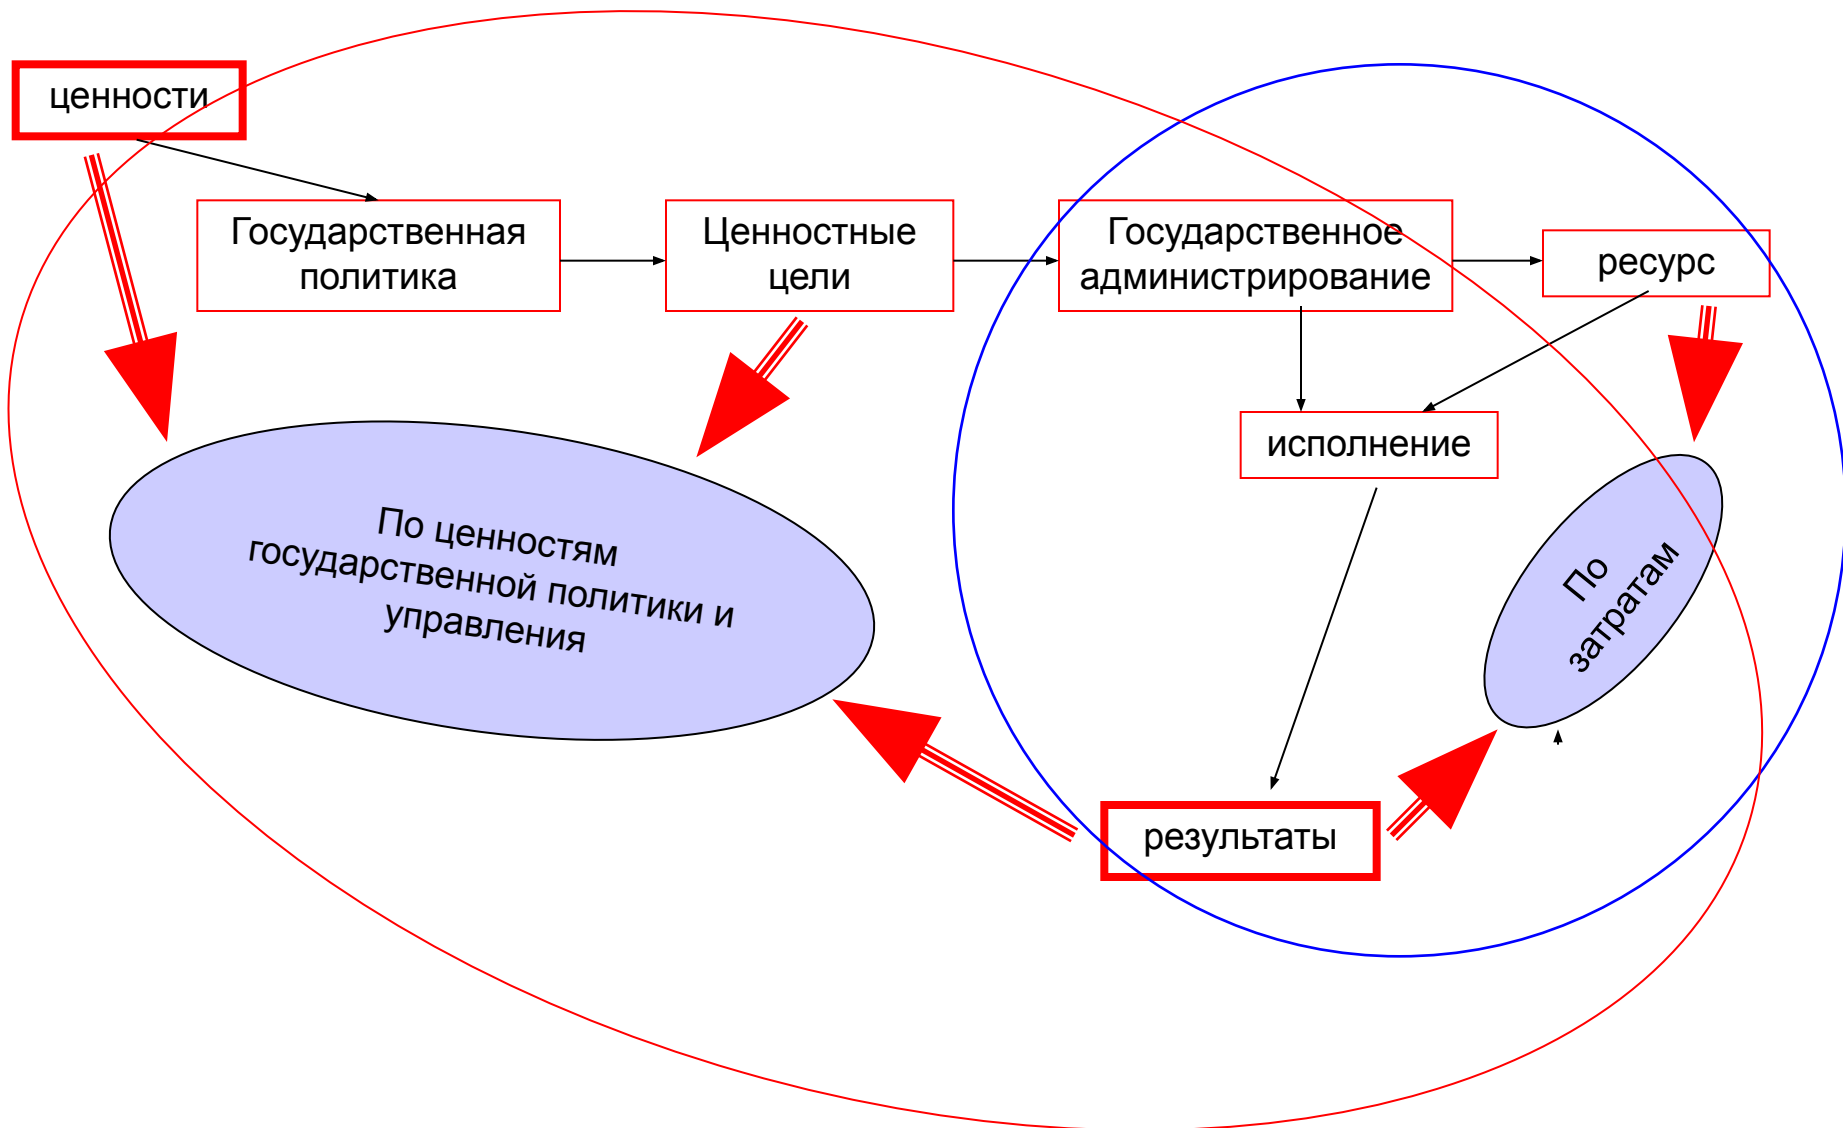 ценности
Государственная
политика
Ценностные
цели
Государственное
администрирование
ресурс
исполнение
По ценностям
государственной политики и
управления
По
затратам
результаты